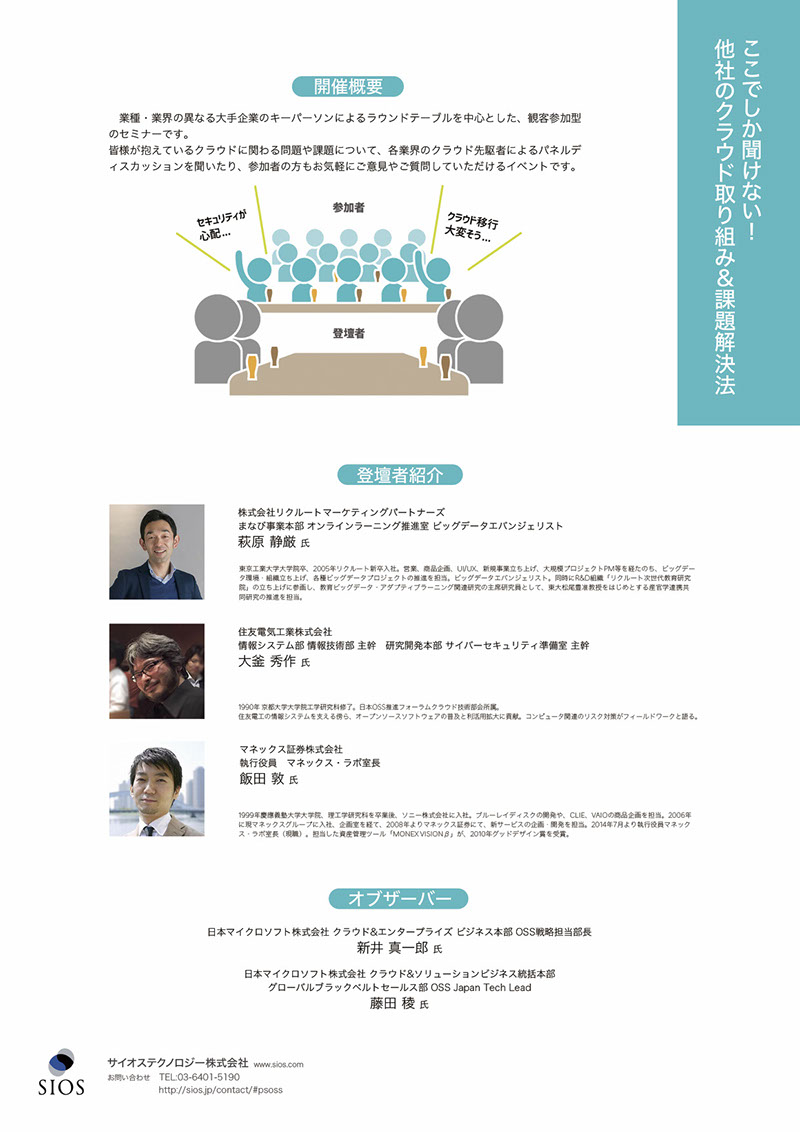 ここでしか聞けない！
他社のクラウド取り組み&課題解決法
開催概要
業種・業界の異なる大手企業のキーパーソンによるラウンドテーブルを中心とした、観客参加型
のセミナーです。
皆様が抱えているクラウドに関わる問題や課題について、各業界のクラウド先駆者によるパネルデ
ィスカッションを聞いたり、参加者の方もお気軽にご意見やご質問していただけるイベントです。
参加者
セキュリティが
心配...
クラウド移行
大変そう...
登壇者
登壇者紹介
株式会社リクルートマーケティングパートナーズ
まなび事業本部 オンラインラーニング推進室 ビッグデータエバンジェリスト
萩原 静厳 氏
東京工業大学大学院卒、2005年リクルート新卒入社。営業、商品企画、UI/UX、新規事業立ち上げ、大規模プロジェクトPM等を経たのち、ビッグデー
タ環境・組織立ち上げ、各種ビッグデータプロジェクトの推進を担当。ビッグデータエバンジェリスト。同時にR&D組織「リクルート次世代教育研究
院」の立ち上げに参画し、教育ビッグデータ・アダプティブラーニング関連研究の主席研究員として、東大松尾豊准教授をはじめとする産官学連携共
同研究の推進を担当。
住友電気工業株式会社
情報システム部 情報技術部 主幹　研究開発本部 サイバーセキュリティ準備室 主幹
大釜 秀作 氏
1990年 京都大学大学院工学研究科修了。日本OSS推進フォーラムクラウド技術部会所属。
住友電工の情報システムを支える傍ら、オープンソースソフトウェアの普及と利活用拡大に貢献。コンピュータ関連のリスク対策がフィールドワークと語る。
マネックス証券株式会社
執行役員　マネックス・ラボ室長
飯田 敦 氏
1999年慶應義塾大学大学院、理工学研究科を卒業後、ソニー株式会社に入社。ブルーレイディスクの開発や、CLIE、VAIOの商品企画を担当。2006年
に現マネックスグループに入社、企画室を経て、2008年よりマネックス証券にて、新サービスの企画・開発を担当。2014年7月より執行役員マネック
ス・ラボ室長（現職）。担当した資産管理ツール「MONEX VISION β」が、2010年グッドデザイン賞を受賞。
オブザーバー
日本マイクロソフト株式会社 クラウド&エンタープライズ ビジネス本部 OSS戦略担当部長
新井 真一郎 氏
日本マイクロソフト株式会社 クラウド&ソリューションビジネス統括本部
グローバルブラックベルトセールス部 OSS Japan Tech Lead
藤田 稜 氏
SIOS
サイオステクノロジー株式会社 www.sios.com
お問い合わせ TEL:03-6401-5190
http://sios.jp/contact/#psoss